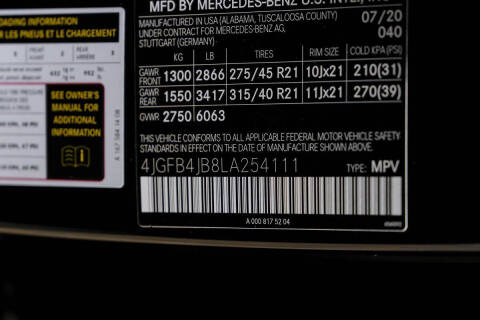 OADING INFORMATION
R LES PNEUS ET LE CHARGEMENT
SEE OWNER'S
MANUAL FOR
ADDITIONAL
INFORMATION
MFD BY MERCEDES-BENZ U.S. INTL, INC
MANUFACTURED IN USA (ALABAMA, TUSCALOOSA COUNTY) 07/20
UNDER CONTRACT FOR MERCEDES-BENZ AG, 040
STUTTGART (GERMANY)
KG LB TIRES RIM SIZE COLD KPA (PSI)
GAWR FRONT 1300 2866 275/45 R21 10Jx21 210(31)
GAWR REAR 1550 3417 315/40 R21 11Jx21 270(39)
GVWR 2750 6063
THIS VEHICLE CONFORMS TO ALL APPLICABLE FEDERAL MOTOR VEHICLE SAFETY
STANDARDS IN EFFECT ON THE DATE OF MANUFACTURE SHOWN ABOVE.
4JGFB4JB8LA254111 TYPE: MPV
A 000 817 52 04